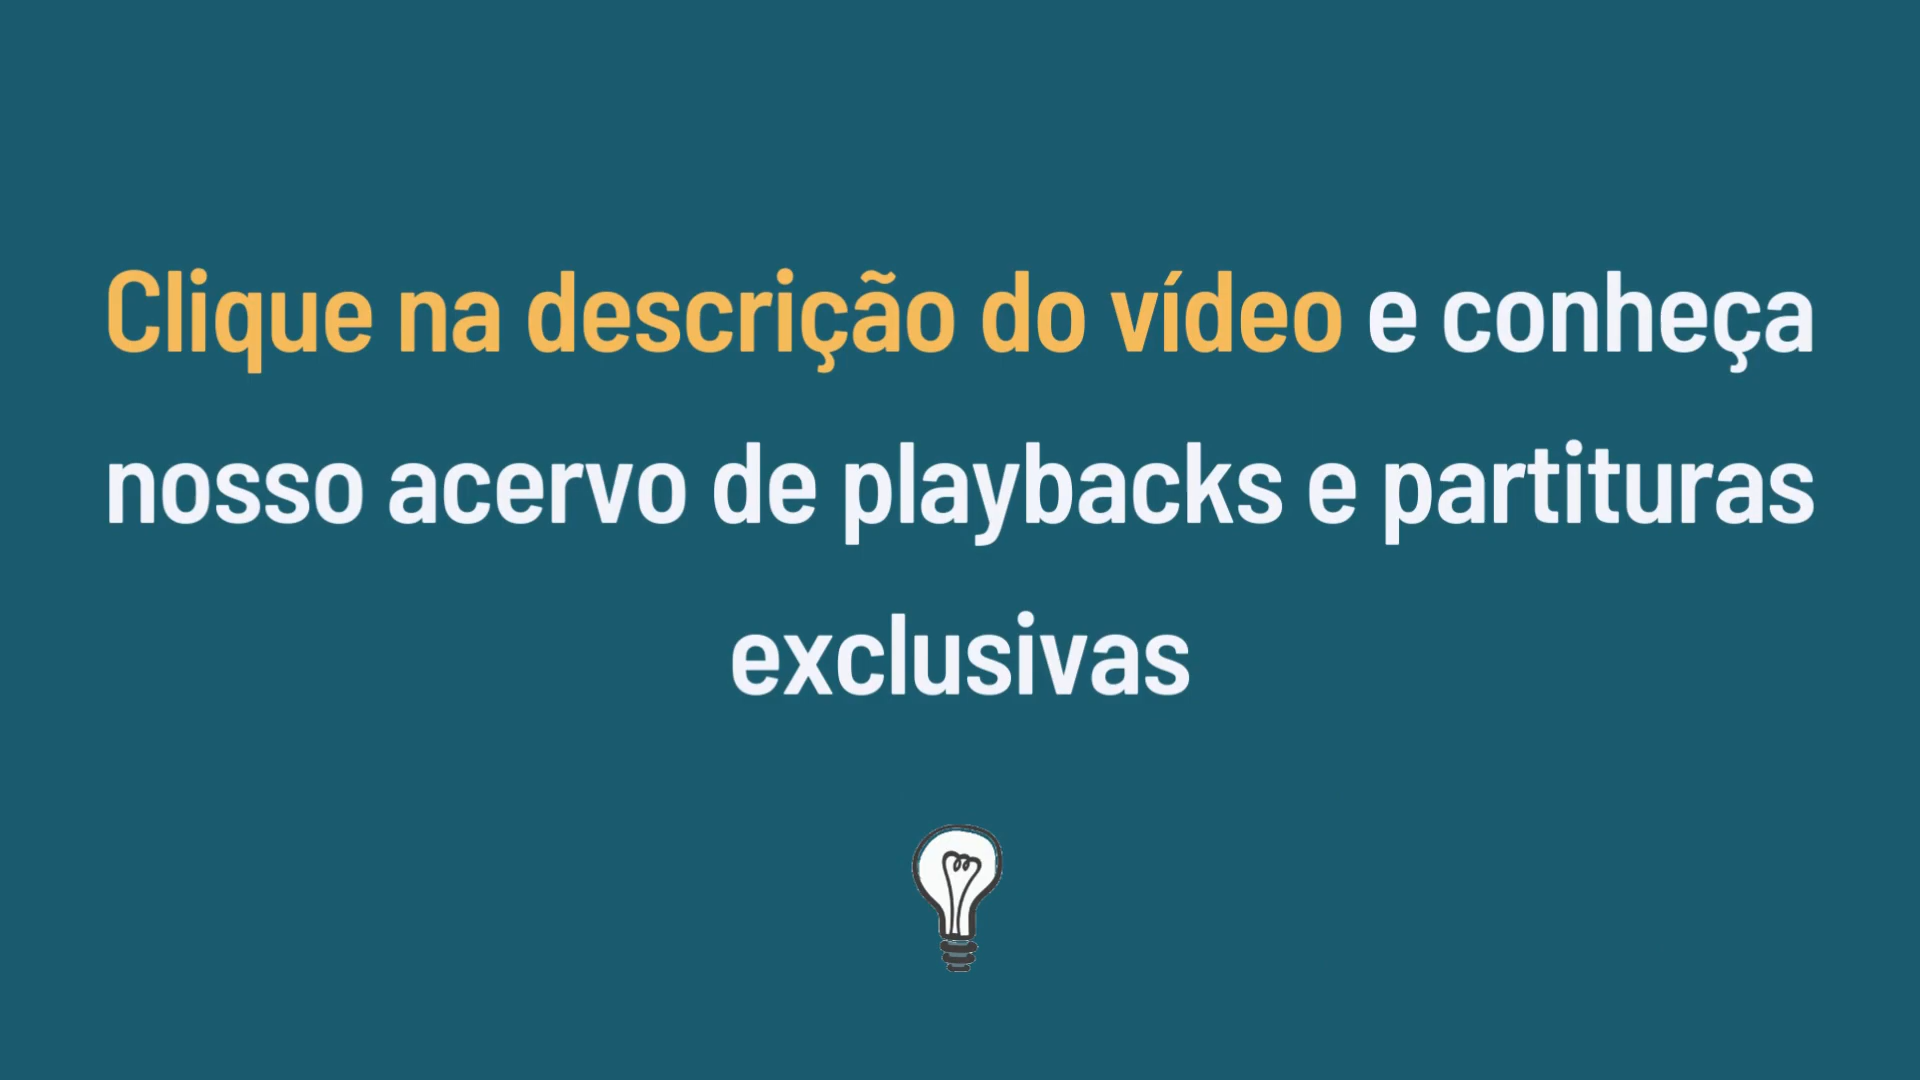 Clique na descrição do vídeo e conheça
nosso acervo de playbacks e partituras
exclusivas